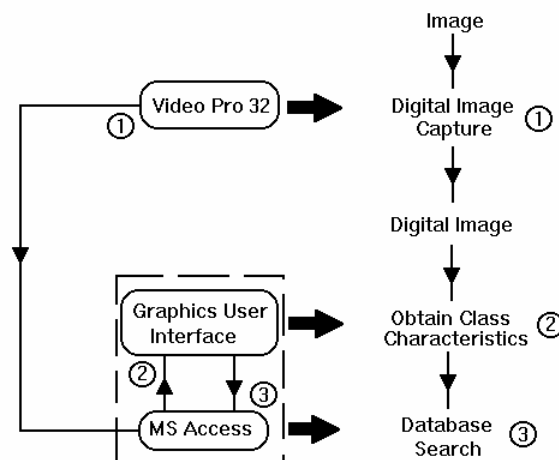 Image
Video Pro 32
1
Digital Image
Capture
1
Digital Image
Graphics User
Interface
Obtain Class
Characteristics
2
2
3
MS Access
Database
Search
3